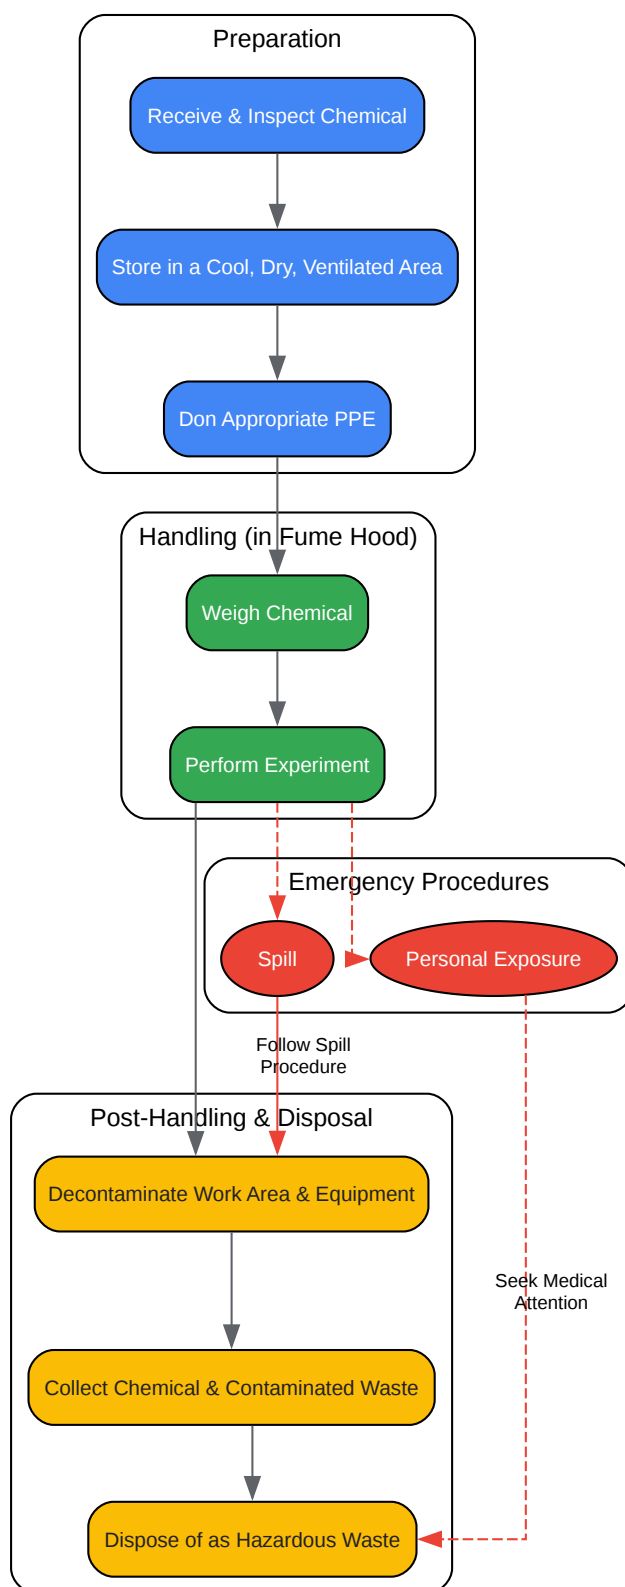 Preparation
Receive & Inspect Chemical
Store in a Cool, Dry, Ventilated Area
Don Appropriate PPE
Handling (in Fume Hood)
Weigh Chemical
Perform Experiment
Emergency Procedures
Spill
Personal Exposure
Follow Spill
Procedure
Post-Handling & Disposal
Decontaminate Work Area & Equipment
Seek Medical
Attention
Collect Chemical & Contaminated Waste
Dispose of as Hazardous Waste